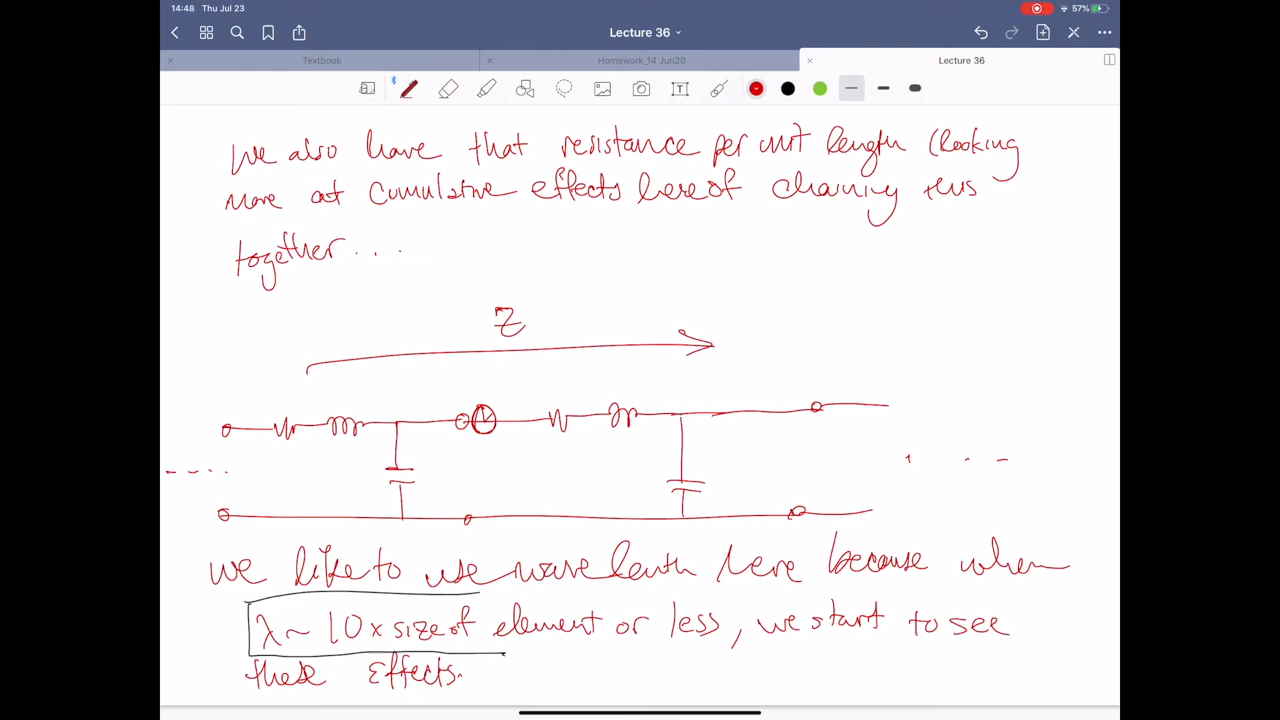 14:48 Thu Jul 23
57%
Lecture 36
Textbook
Homework_14 Jun20
Lecture 36
T
We also have that resistance per unit length (looking
more at cumulative effects here of chaining this
together ...
Z
we like to use wavelenth here because when
λ ~ 10 x size of element or less, we start to see
these effects.